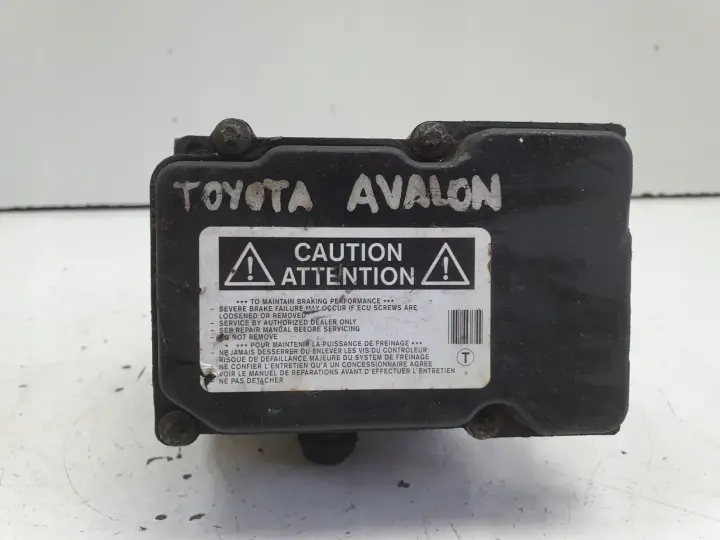 TOYOTA AVALON
CAUTION
ATTENTION
*** TO MAINTAIN BRAKING PERFORMANCE ***
- SEVERE BRAKE FAILURE MAY OCCUR IF ECU SCREWS ARE
LOOSENED OR REMOVED
- SERVICE BY AUTHORIZED DEALER ONLY
- SEE REPAIR MANUAL BEFORE SERVICING
- DO NOT REMOVE
*** POUR MAINTENIR LA PUISSANCE DE FREINAGE ***
- NE JAMAIS DESSERRER OU ENLEVER LES VIS DU CONTROLEUR:
RISQUE DE DEFAILLANCE MAJEURE DU SYSTEM DE FREINAGE
- NE CONFIER L'ENTRETIEN QU'A UN CONCESSIONNAIRE AGREE
- VOIR LE MANUEL DE REPARATIONS AVANT D'EFFECTUER L'ENTRETIEN
- NE PAS DETACHER
T